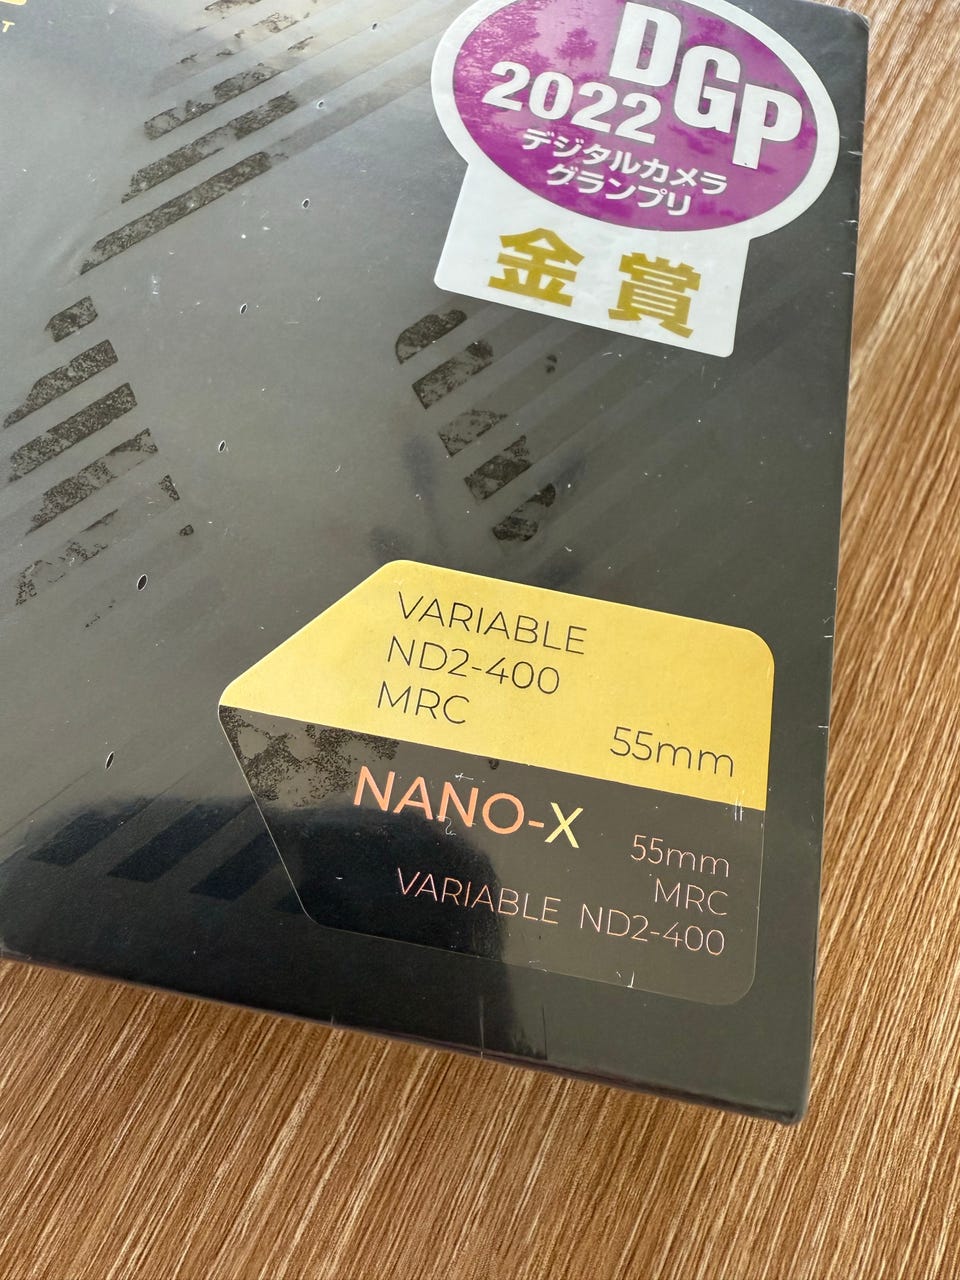 T
DGP
2022
デジタルカメラ
グランプリ
金賞
VARIABLE
ND2-400
MRC
55mm
NANO-X
55mm
MRC
VARIABLE ND2-400